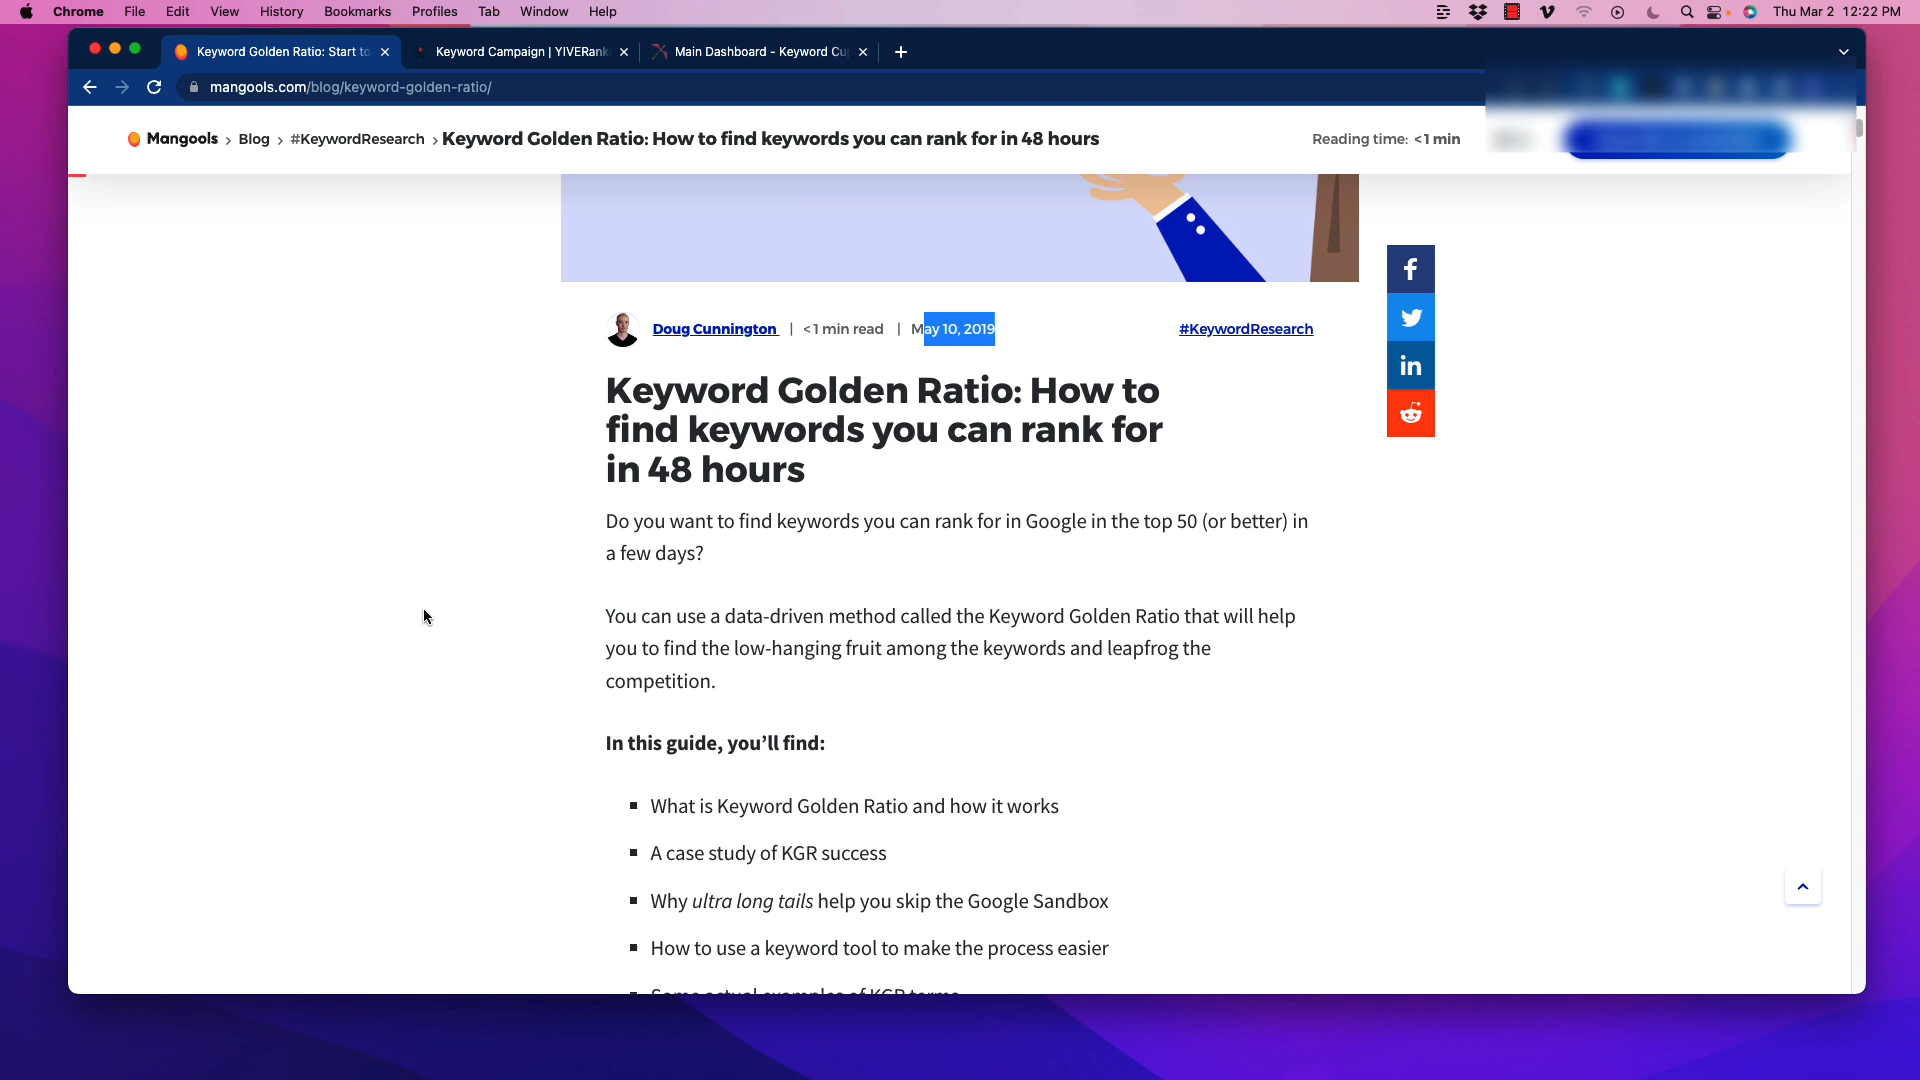 Chrome File Edit View History Bookmarks Profiles Tab Window Help Thu Mar 2 12:22 PM
Keyword Golden Ratio: Start to Keyword Campaign | YIVERank Main Dashboard - Keyword Cu
mangools.com/blog/keyword-golden-ratio/
Mangools › Blog › #KeywordResearch › Keyword Golden Ratio: How to find keywords you can rank for in 48 hours Reading time: <1 min
Doug Cunnington | <1 min read | May 10, 2019 #KeywordResearch
Keyword Golden Ratio: How to
find keywords you can rank for
in 48 hours
Do you want to find keywords you can rank for in Google in the top 50 (or better) in
a few days?
You can use a data-driven method called the Keyword Golden Ratio that will help
you to find the low-hanging fruit among the keywords and leapfrog the
competition.
In this guide, you’ll find:
What is Keyword Golden Ratio and how it works
A case study of KGR success
Why ultra long tails help you skip the Google Sandbox
How to use a keyword tool to make the process easier
Some actual examples of KGR terms